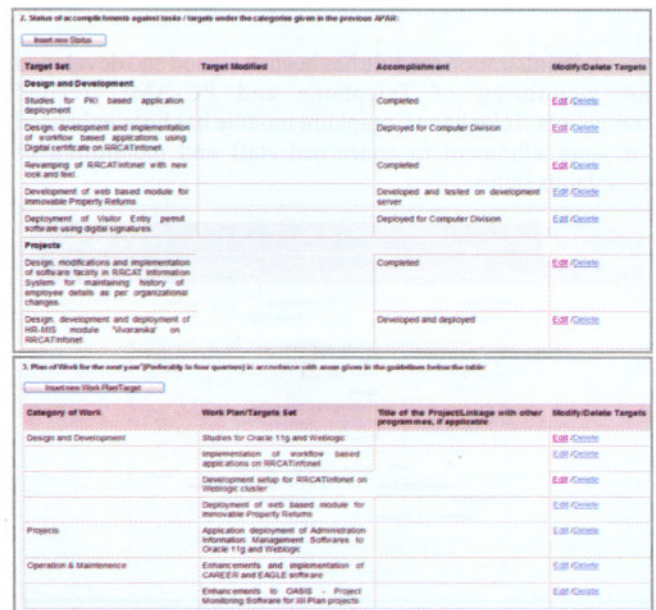 2. Status of accomplishments against tasks / targets under the categories given in the previous APAR:
Insert new Status
Target Set Target Modified Accomplishment Modify/Delete Targets
Design and Development
Studies for PKI based application Completed Edit /Delete
deployment
Design, development and implementation Deployed for Computer Division Edit /Delete
of workflow based applications using
Digital certificate on RRCATinfonet.
Revamping of RRCATinfonet with new Completed Edit /Delete
look and feel.
Development of web based module for Developed and tested on development Edit /Delete
Immovable Property Returns server
Deployment of Visitor Entry permit Deployed for Computer Division Edit /Delete
software using digital signatures.
Projects
Design, modifications and implementation Completed Edit /Delete
of software facility in RRCAT Information
System for maintaining history of
employee details as per organizational
changes.
Design, development and deployment of Developed and deployed Edit /Delete
HR-MIS module 'Vivaranika' on
RRCATinfonet
3. Plan of Work for the next year*(Preferably in four quarters) in accordance with areas given in the guidelines below the table:
Insert new Work Plan/Target
Category of Work Work Plan/Targets Set Title of the Project/Linkage with other Modify/Delete Targets
programmes, if applicable
Design and Development Studies for Oracle 11g and Weblogic Edit /Delete
Implementation of workflow based Edit /Delete
applications on RRCATinfonet
Development setup for RRCATinfonet on Edit /Delete
Weblogic cluster
Deployment of web based module for Edit /Delete
Immovable Property Returns
Projects Application deployment of Administration Edit /Delete
Information Management Softwares to
Oracle 11g and Weblogic
Operation & Maintenence Enhancements and implementation of Edit /Delete
CAREER and EAGLE software
Enhancements to OASIS - Project Edit /Delete
Monitoring Software for XII Plan projects